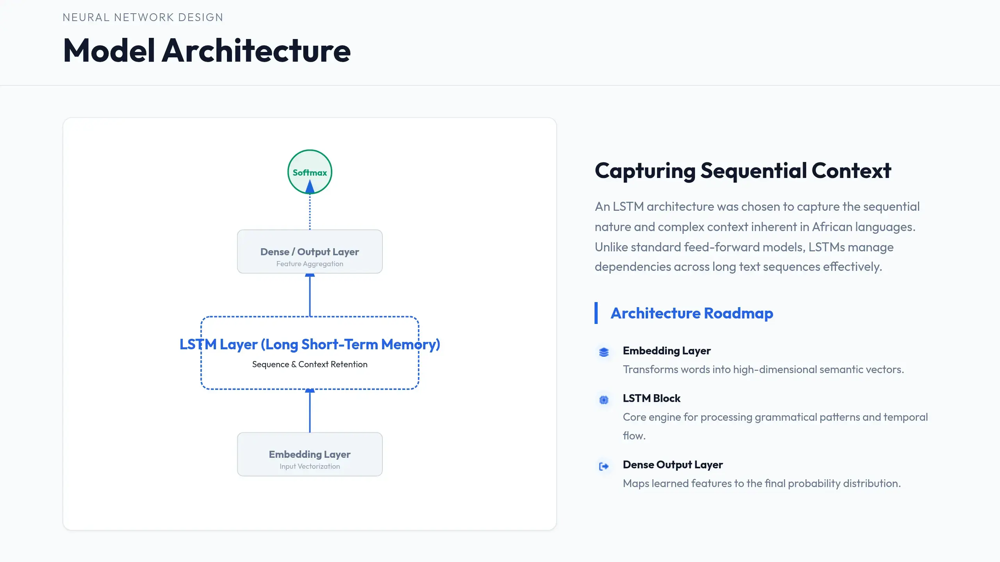 NEURAL NETWORK DESIGN
Model Architecture
Softmax
Dense / Output Layer
Feature Aggregation
LSTM Layer (Long Short-Term Memory)
Sequence & Context Retention
Embedding Layer
Input Vectorization
Capturing Sequential Context
An LSTM architecture was chosen to capture the sequential
nature and complex context inherent in African languages.
Unlike standard feed-forward models, LSTMs manage
dependencies across long text sequences effectively.
Architecture Roadmap
Embedding Layer
Transforms words into high-dimensional semantic vectors.
LSTM Block
Core engine for processing grammatical patterns and temporal
flow.
Dense Output Layer
Maps learned features to the final probability distribution.